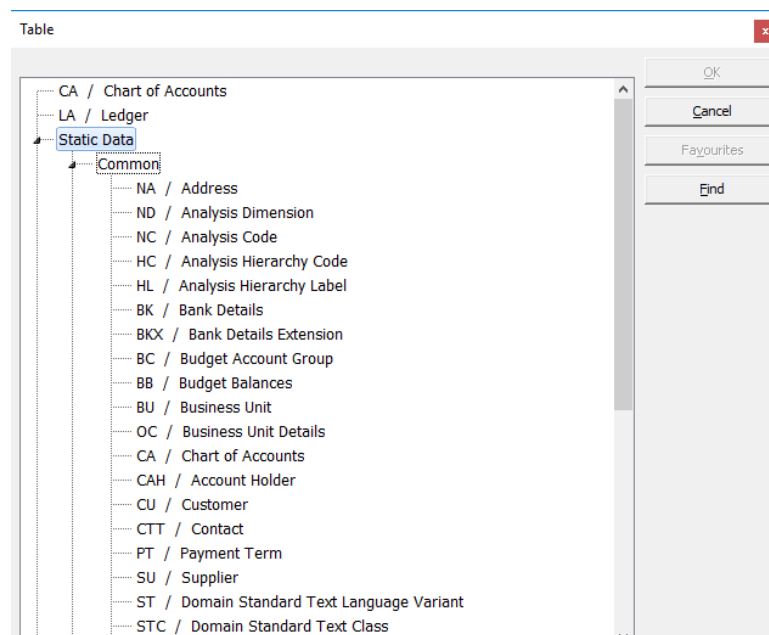 Table
x
OK
CA / Chart of Accounts
LA / Ledger
Cancel
Static Data
Favourites
Common
NA / Address
Find
ND / Analysis Dimension
NC / Analysis Code
HC / Analysis Hierarchy Code
HL / Analysis Hierarchy Label
BK / Bank Details
BKX / Bank Details Extension
BC / Budget Account Group
BB / Budget Balances
BU / Business Unit
OC / Business Unit Details
CA / Chart of Accounts
CAH / Account Holder
CU / Customer
CTT / Contact
PT / Payment Term
SU / Supplier
ST / Domain Standard Text Language Variant
STC / Domain Standard Text Class